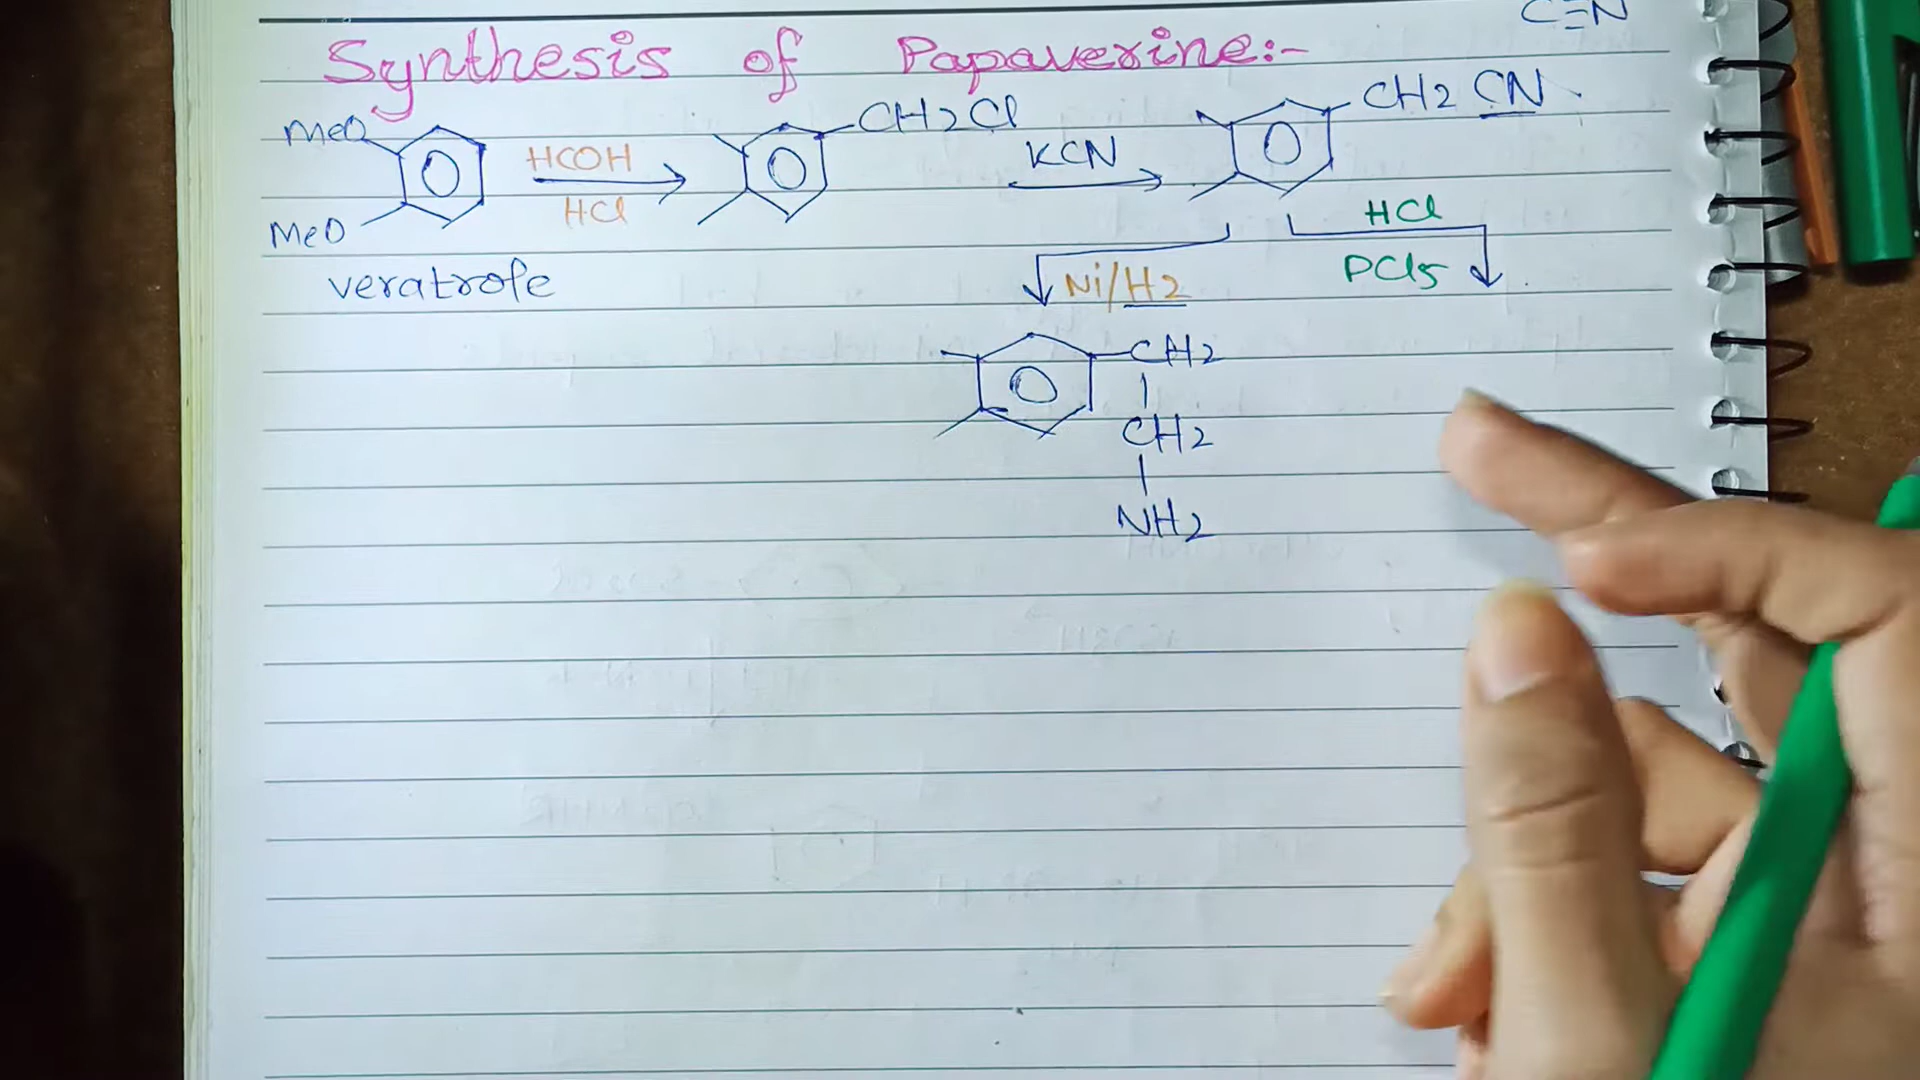 C≡N
Synthesis of Papaverine:-
MeO
HCOH
HCl
CH2Cl
KCN
CH2 CN
MeO
veratrole
Ni/H2
HCl
PCl5
CH2
CH2
NH2